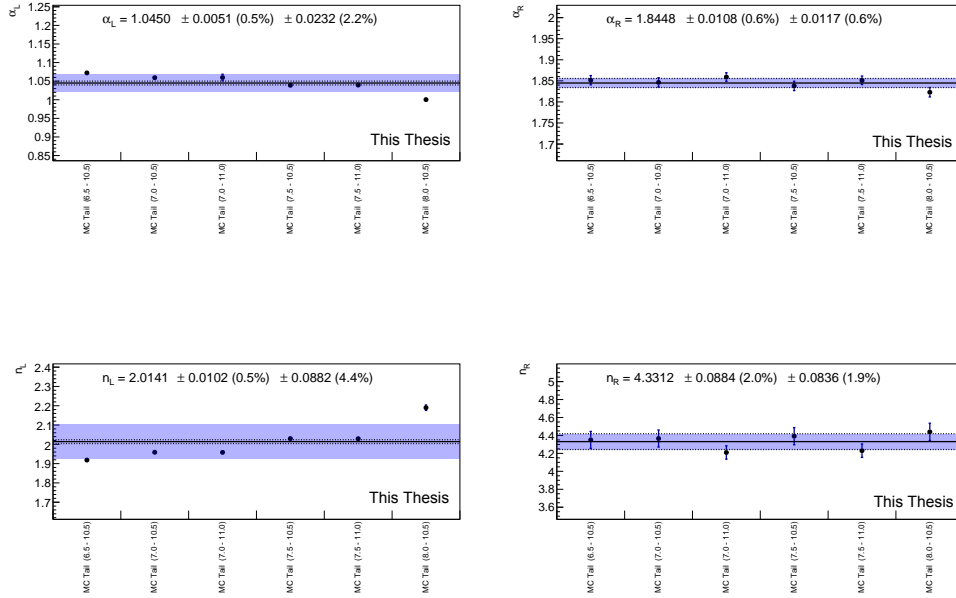 α_L
1.25
1.2
1.15
1.1
1.05
1
0.95
0.9
0.85
α_L = 1.0450 ± 0.0051 (0.5%) ± 0.0232 (2.2%)
This Thesis
MC Tail (6.5 - 10.5)
MC Tail (7.0 - 10.5)
MC Tail (7.0 - 11.0)
MC Tail (7.5 - 10.5)
MC Tail (7.5 - 11.0)
MC Tail (8.0 - 10.5)
α_R
2
1.95
1.9
1.85
1.8
1.75
1.7
α_R = 1.8448 ± 0.0108 (0.6%) ± 0.0117 (0.6%)
This Thesis
MC Tail (6.5 - 10.5)
MC Tail (7.0 - 10.5)
MC Tail (7.0 - 11.0)
MC Tail (7.5 - 10.5)
MC Tail (7.5 - 11.0)
MC Tail (8.0 - 10.5)
n_L
2.4
2.3
2.2
2.1
2
1.9
1.8
1.7
n_L = 2.0141 ± 0.0102 (0.5%) ± 0.0882 (4.4%)
This Thesis
MC Tail (6.5 - 10.5)
MC Tail (7.0 - 10.5)
MC Tail (7.0 - 11.0)
MC Tail (7.5 - 10.5)
MC Tail (7.5 - 11.0)
MC Tail (8.0 - 10.5)
n_R
5
4.8
4.6
4.4
4.2
4
3.8
3.6
n_R = 4.3312 ± 0.0884 (2.0%) ± 0.0836 (1.9%)
This Thesis
MC Tail (6.5 - 10.5)
MC Tail (7.0 - 10.5)
MC Tail (7.0 - 11.0)
MC Tail (7.5 - 10.5)
MC Tail (7.5 - 11.0)
MC Tail (8.0 - 10.5)